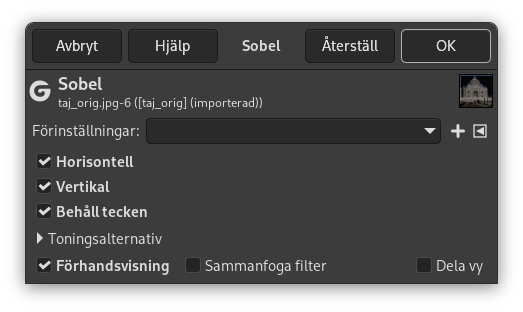 Avbryt Hjälp Sobel Återställ OK
Sobel
taj_orig.jpg-6 ([taj_orig] (importerad))
Förinställningar:
Horisontell
Vertikal
Behåll tecken
Toningsalternativ
Förhandsvisning Sammanfoga filter Dela vy